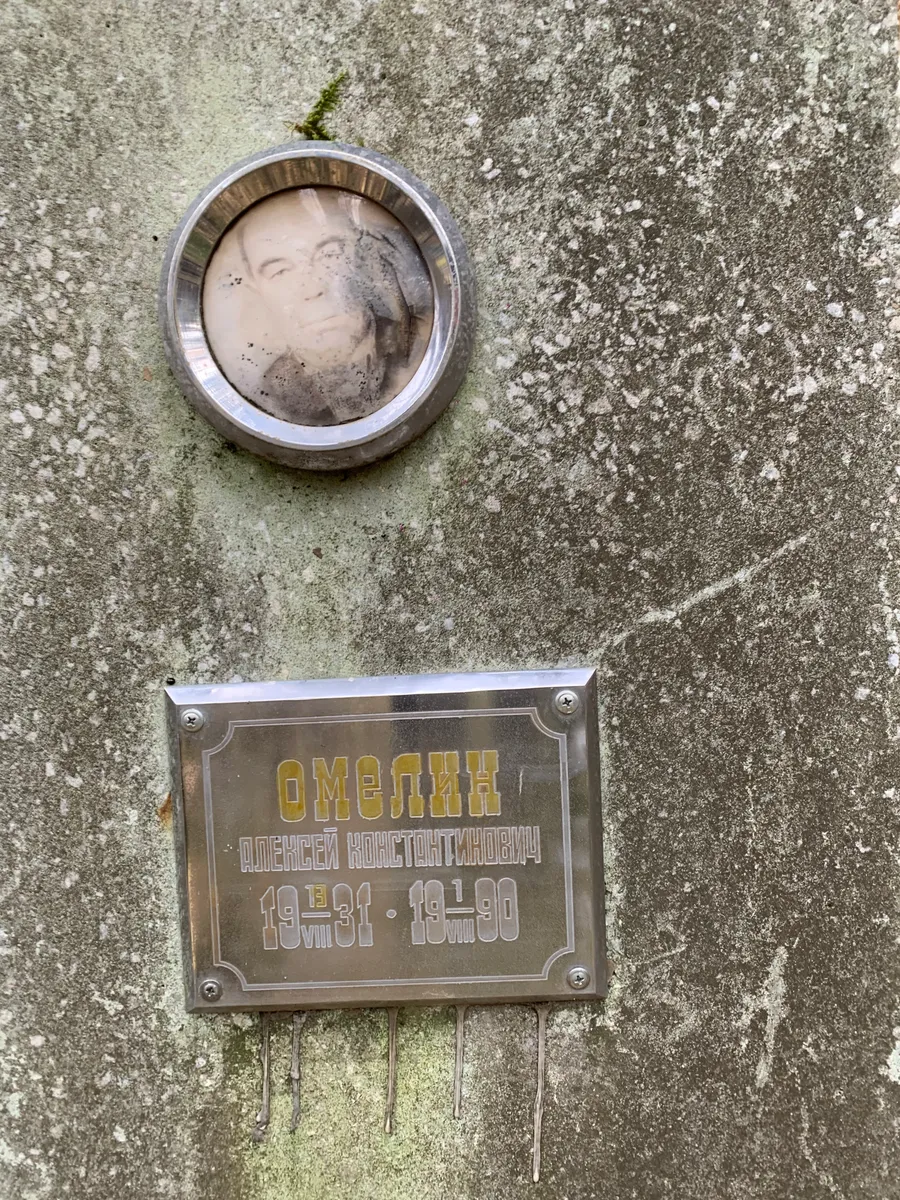 ОМЕЛИН
АЛЕКСЕЙ КОНСТАНТИНОВИЧ
19 13/VIII 31 · 19 1/VIII 90